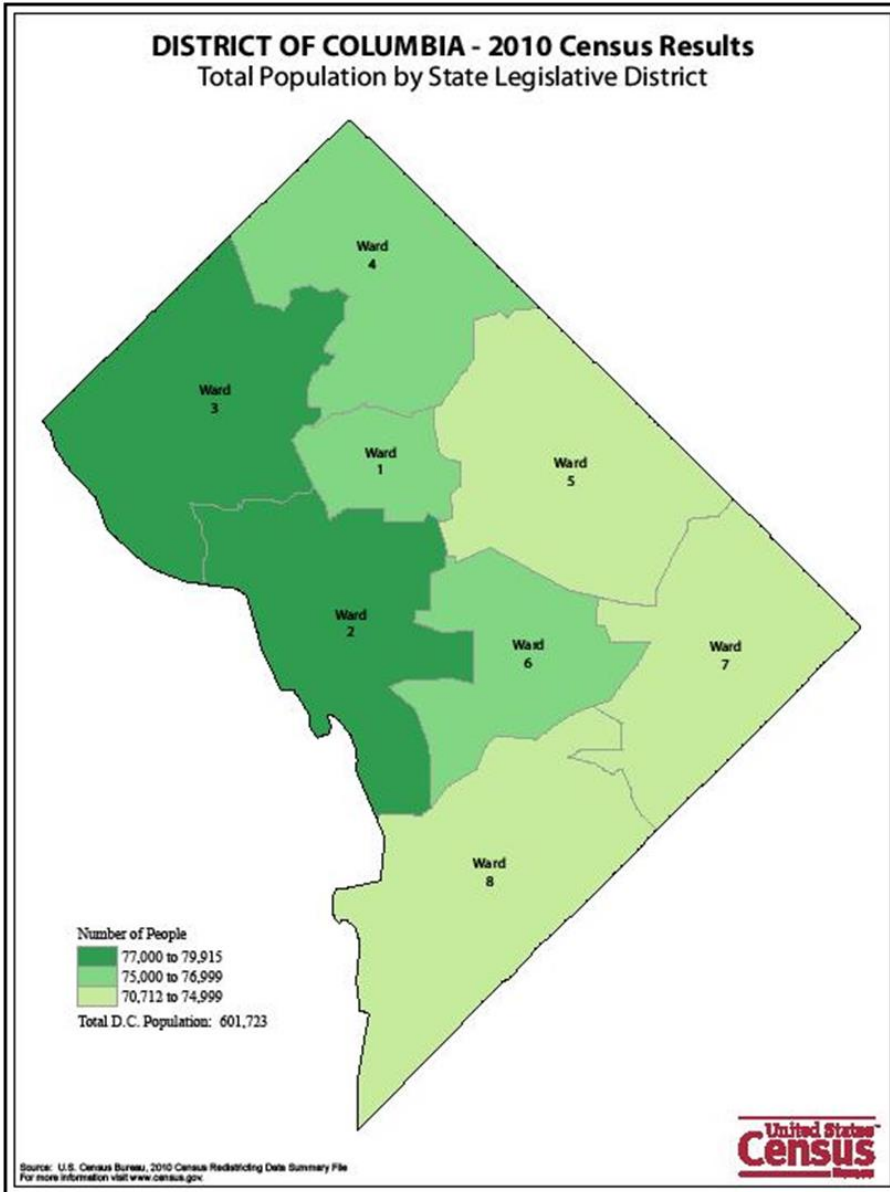 DISTRICT OF COLUMBIA - 2010 Census Results
Total Population by State Legislative District
Ward
4
Ward
3
Ward
1
Ward
5
Ward
2
Ward
6
Ward
7
Ward
8
Number of People
77,000 to 79,915
75,000 to 76,999
70,712 to 74,999
Total D.C. Population: 601,723
Source: U.S. Census Bureau, 2010 Census Redistricting Data Summary File
For more information visit www.census.gov.
United States™
Census
Bureau